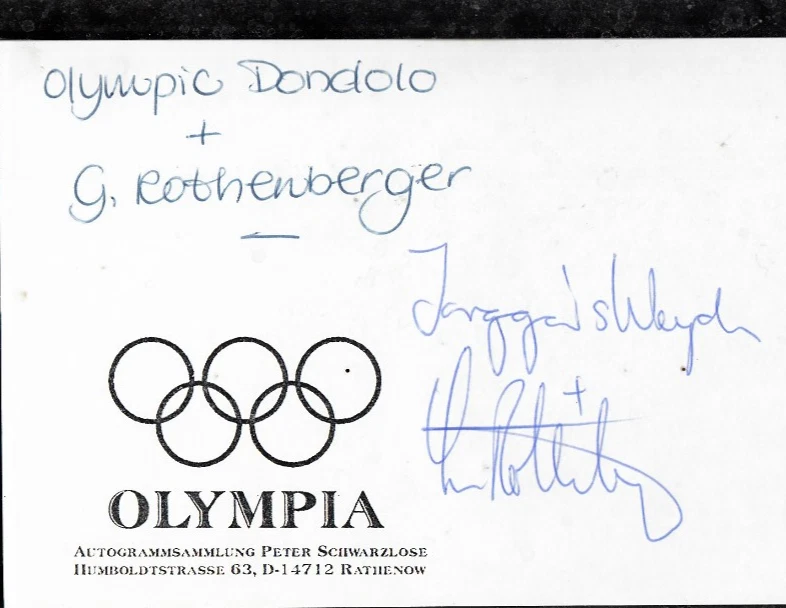 Olympic Dondolo
+
G. Rothenberger
+
OLYMPIA
AUTOGRAMMSAMMLUNG PETER SCHWARZLOSE
HUMBOLDTSTRASSE 63, D-14712 RATHENOW